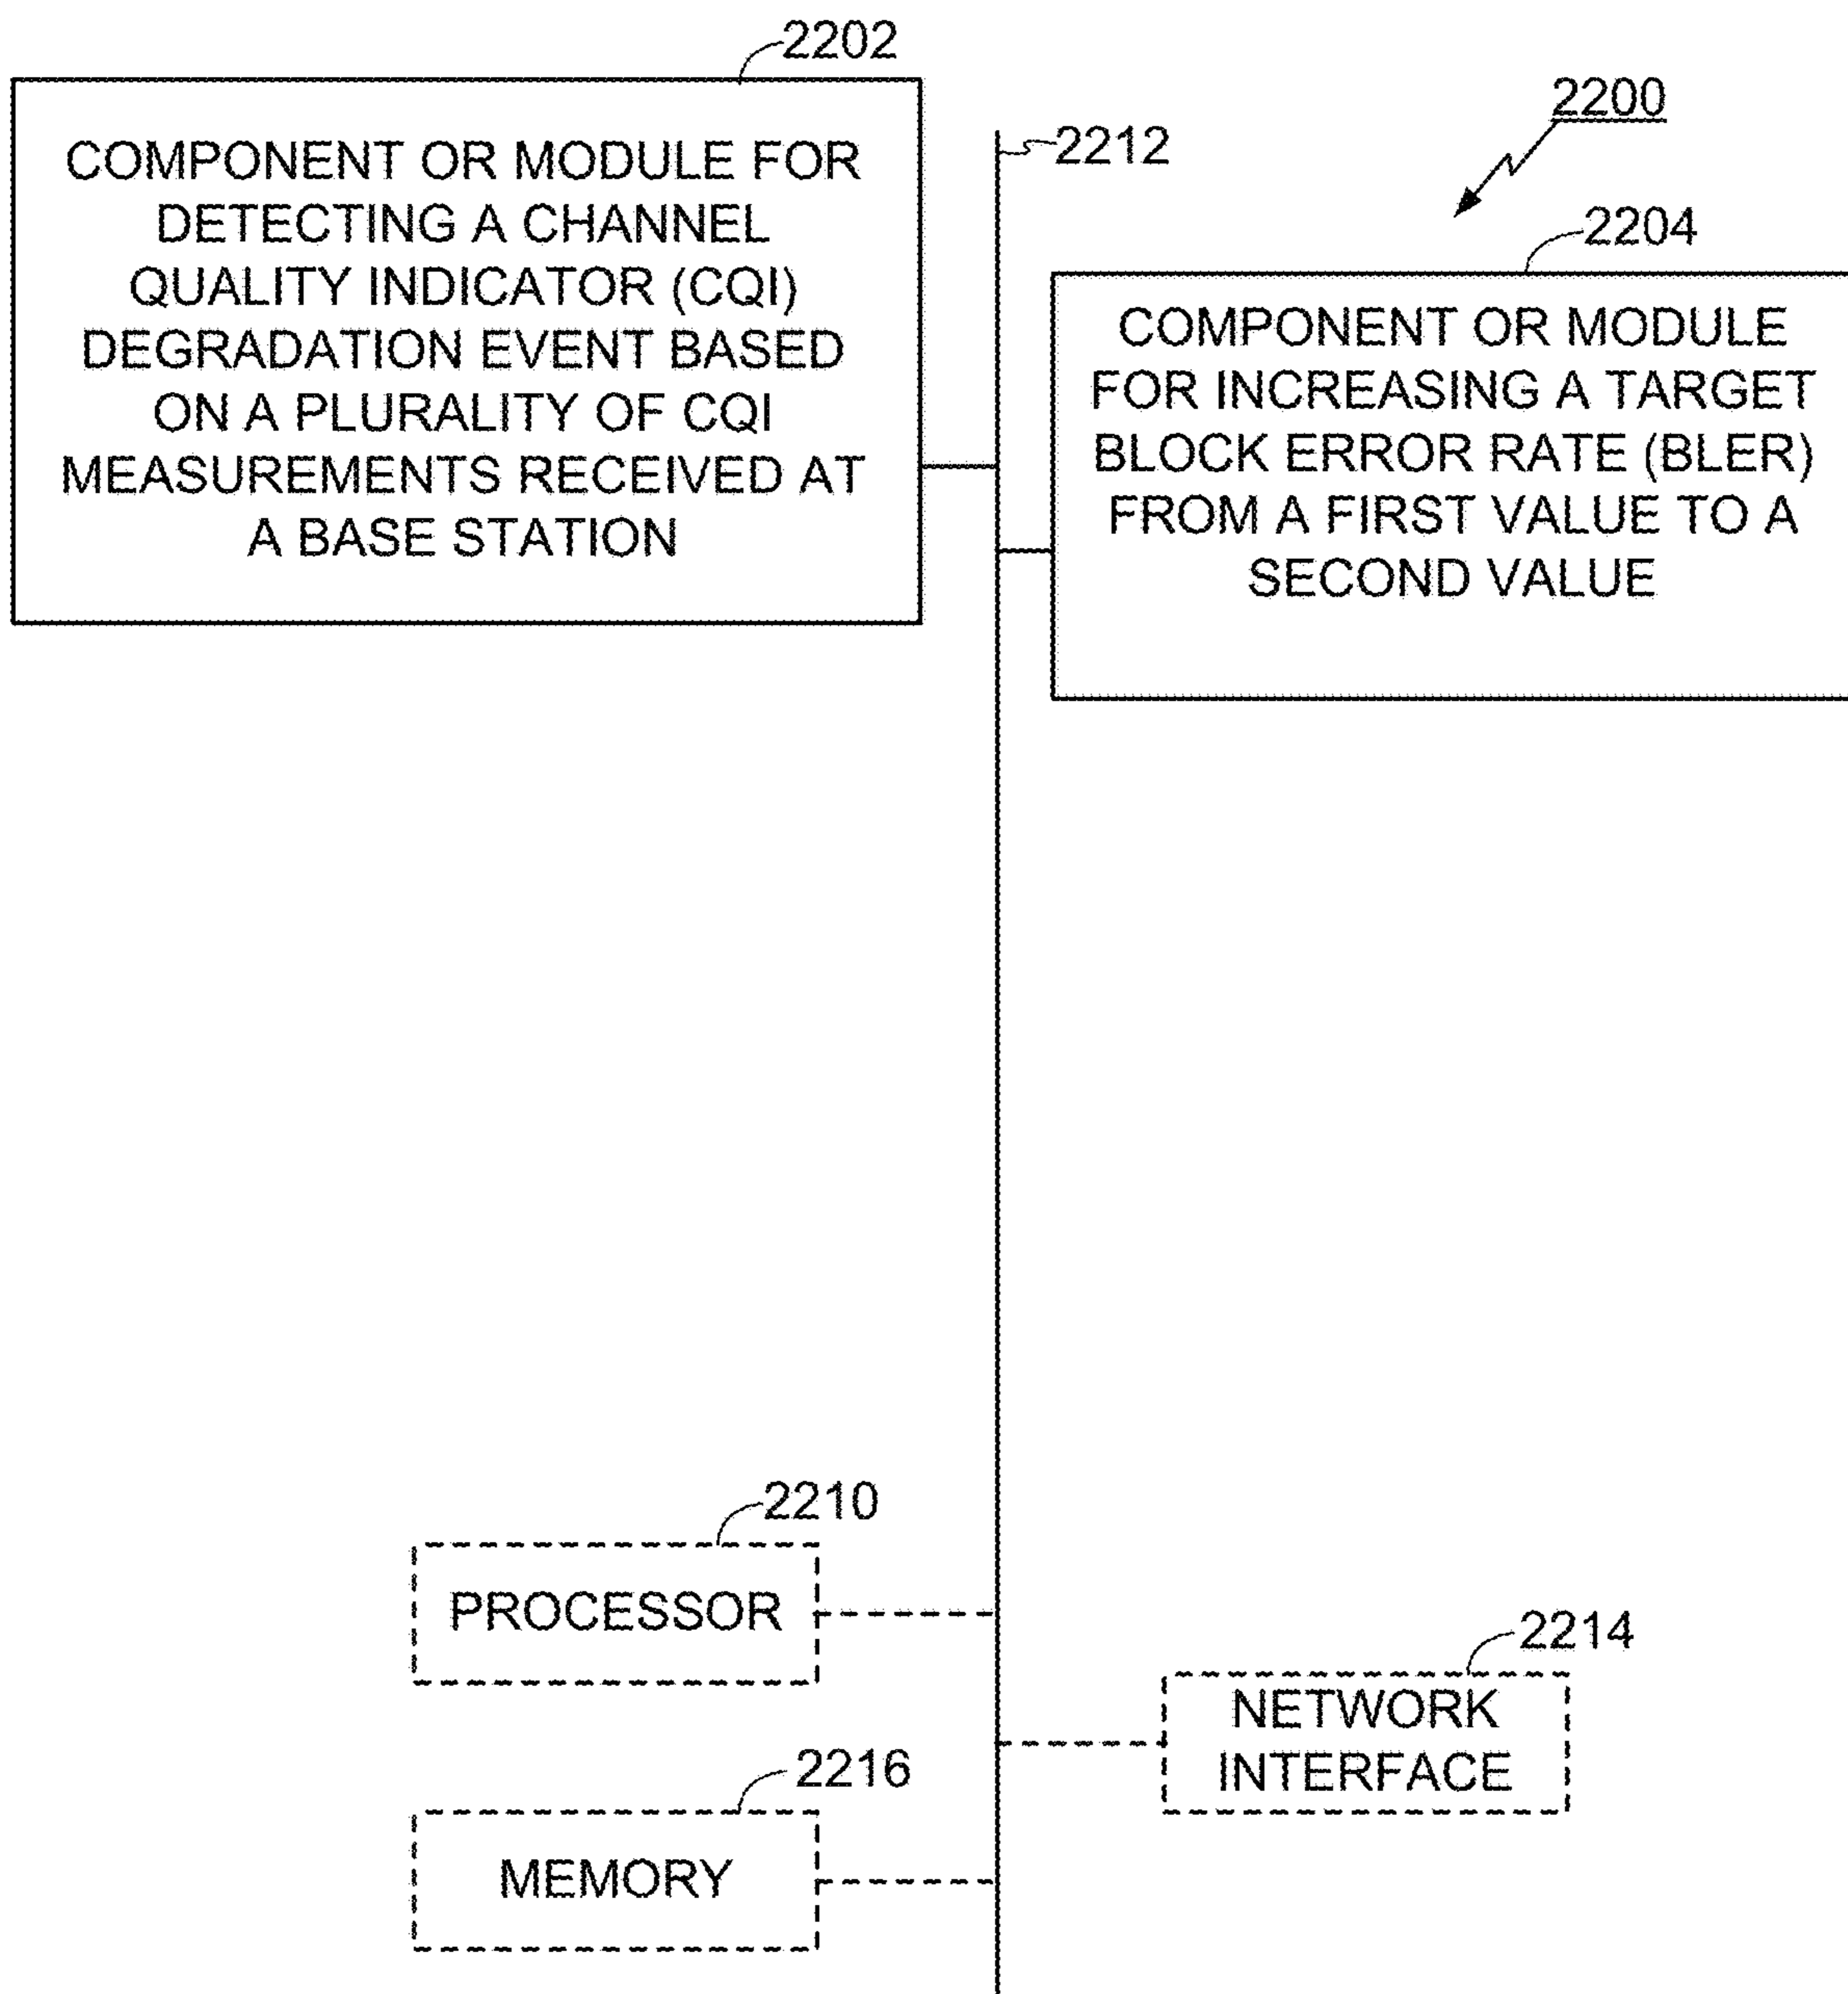 2202
COMPONENT OR MODULE FOR
DETECTING A CHANNEL
QUALITY INDICATOR (CQI)
DEGRADATION EVENT BASED
ON A PLURALITY OF CQI
MEASUREMENTS RECEIVED AT
A BASE STATION
2212
2200
2204
COMPONENT OR MODULE
FOR INCREASING A TARGET
BLOCK ERROR RATE (BLER)
FROM A FIRST VALUE TO A
SECOND VALUE
2210
PROCESSOR
2214
NETWORK
INTERFACE
2216
MEMORY